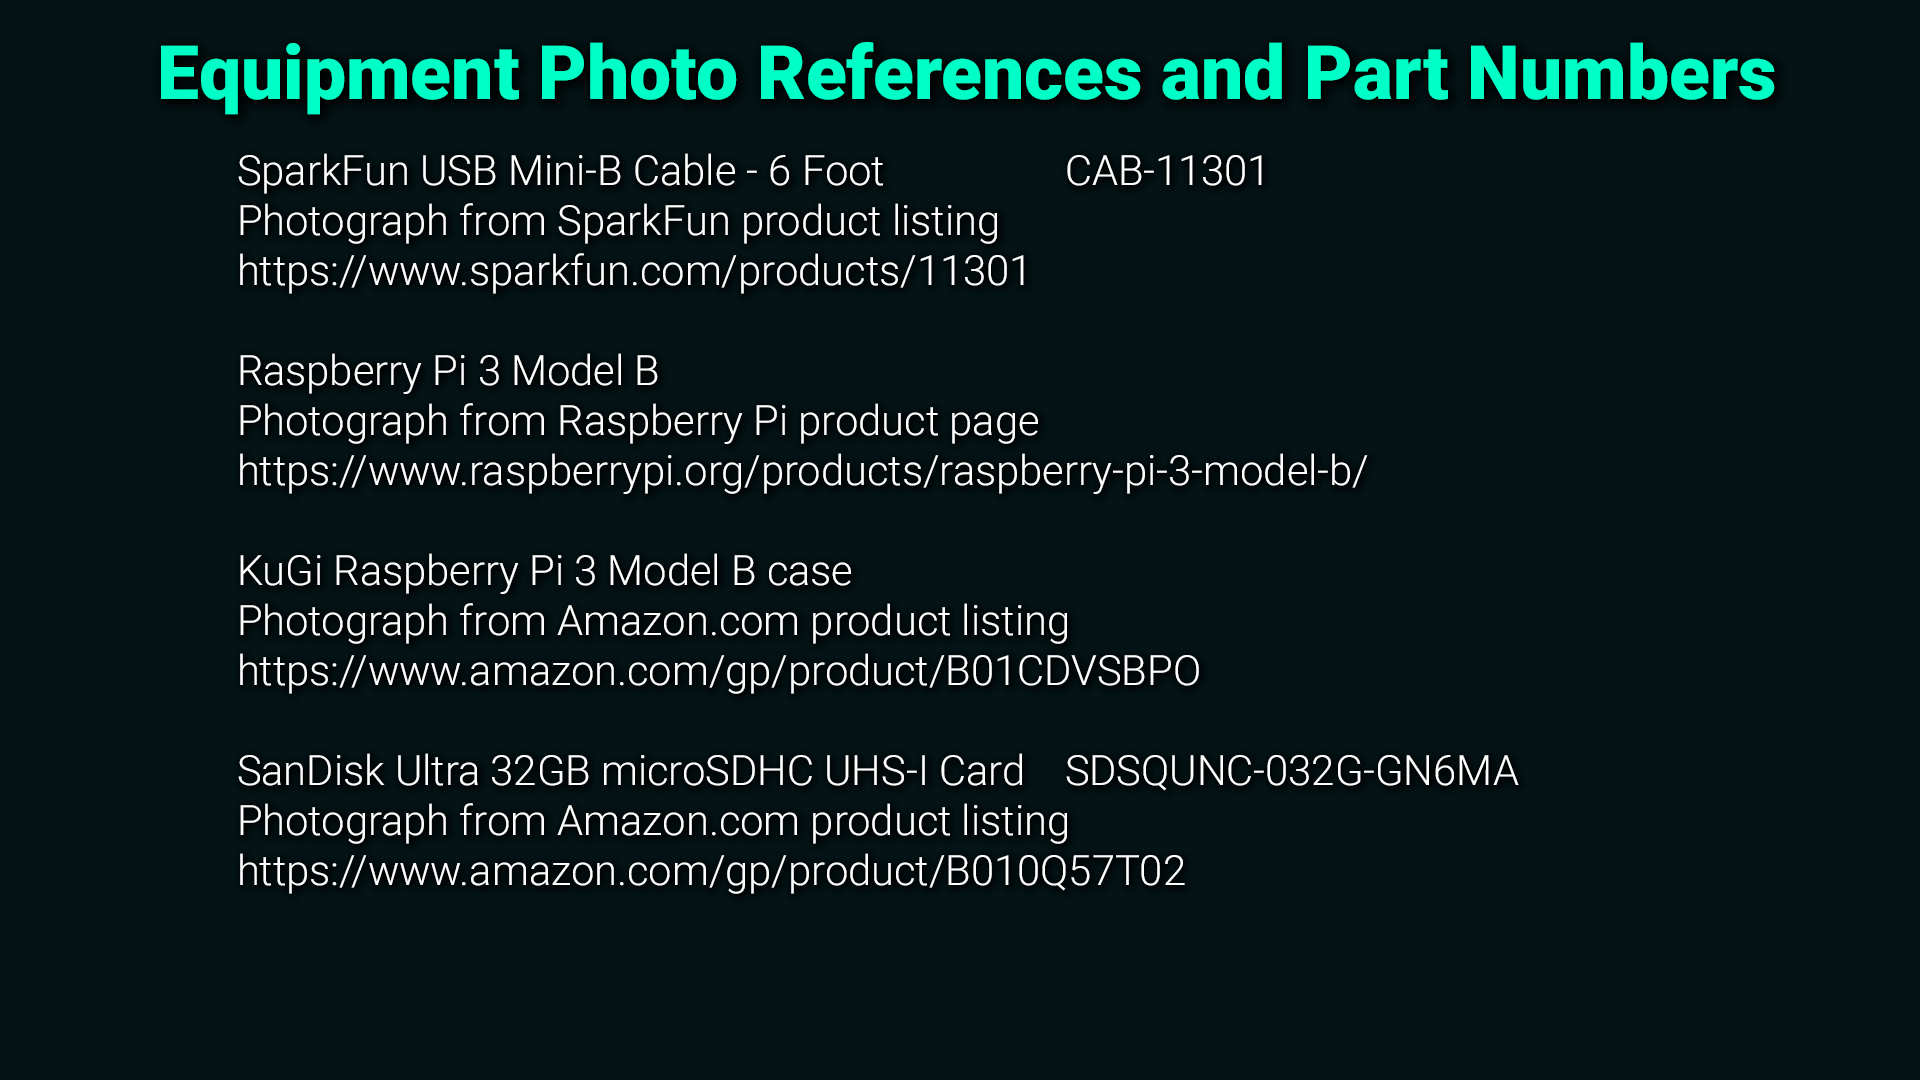 Equipment Photo References and Part Numbers
SparkFun USB Mini-B Cable - 6 Foot CAB-11301
Photograph from SparkFun product listing
https://www.sparkfun.com/products/11301
Raspberry Pi 3 Model B
Photograph from Raspberry Pi product page
https://www.raspberrypi.org/products/raspberry-pi-3-model-b/
KuGi Raspberry Pi 3 Model B case
Photograph from Amazon.com product listing
https://www.amazon.com/gp/product/B01CDVSBPO
SanDisk Ultra 32GB microSDHC UHS-I Card SDSQUNC-032G-GN6MA
Photograph from Amazon.com product listing
https://www.amazon.com/gp/product/B010Q57T02